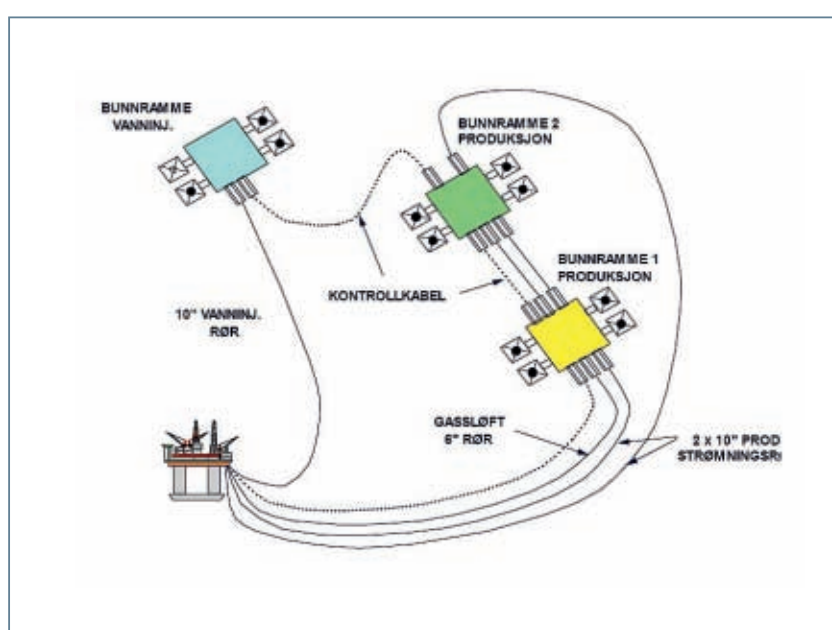 BUNNRAMME
VANNINJ.
BUNNRAMME 2
PRODUKSJON
BUNNRAMME 1
PRODUKSJON
KONTROLLKABEL
10" VANNINJ.
RØR
GASSLØFT
6" RØR
2 x 10" PROD
STRØMNINGSR